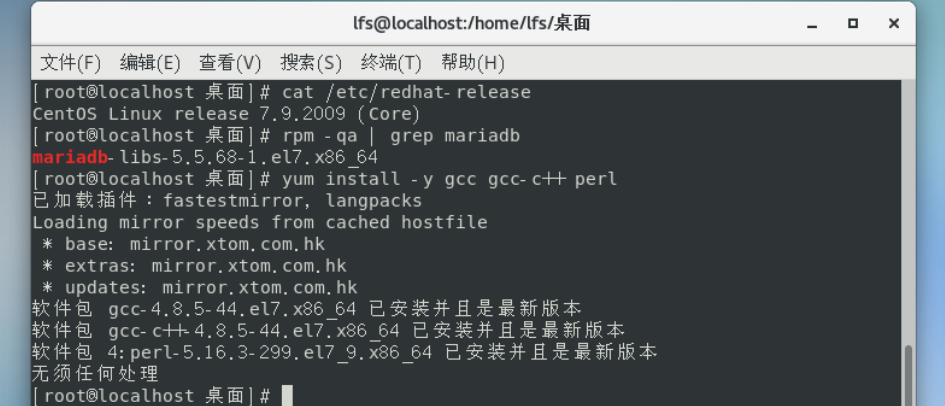 lfs@localhost:/home/lfs/桌面
文件(F) 编辑(E) 查看(V) 搜索(S) 终端(T) 帮助(H)
[root@localhost 桌面]# cat /etc/redhat-release
CentOS Linux release 7.9.2009 (Core)
[root@localhost 桌面]# rpm -qa | grep mariadb
mariadb-libs-5.5.68-1.el7.x86_64
[root@localhost 桌面]# yum install -y gcc gcc-c++ perl
已加载插件：fastestmirror, langpacks
Loading mirror speeds from cached hostfile
 * base: mirror.xtom.com.hk
 * extras: mirror.xtom.com.hk
 * updates: mirror.xtom.com.hk
软件包 gcc-4.8.5-44.el7.x86_64 已安装并且是最新版本
软件包 gcc-c++-4.8.5-44.el7.x86_64 已安装并且是最新版本
软件包 4:perl-5.16.3-299.el7_9.x86_64 已安装并且是最新版本
无须任何处理
[root@localhost 桌面]#